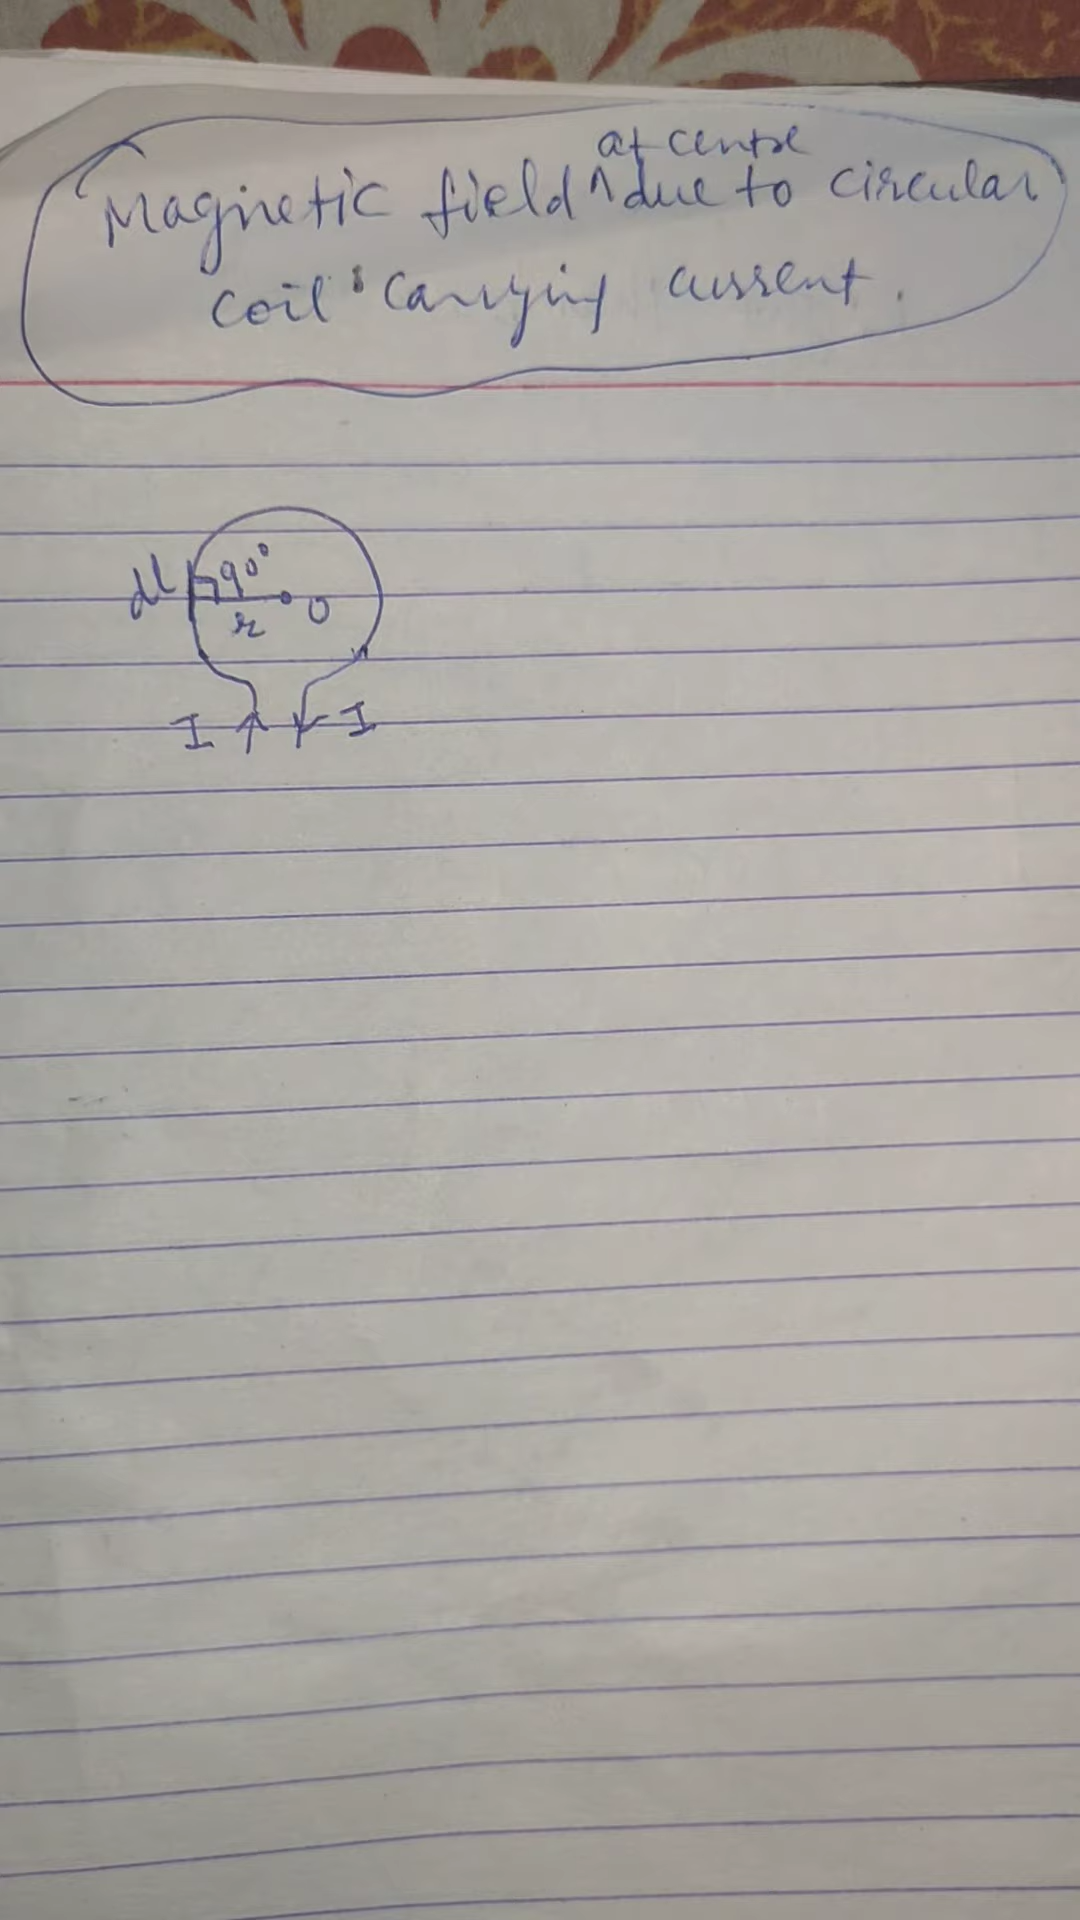 at centre
Magnetic field ^ due to circular
coil carrying current.
dl 90°
r O
I I